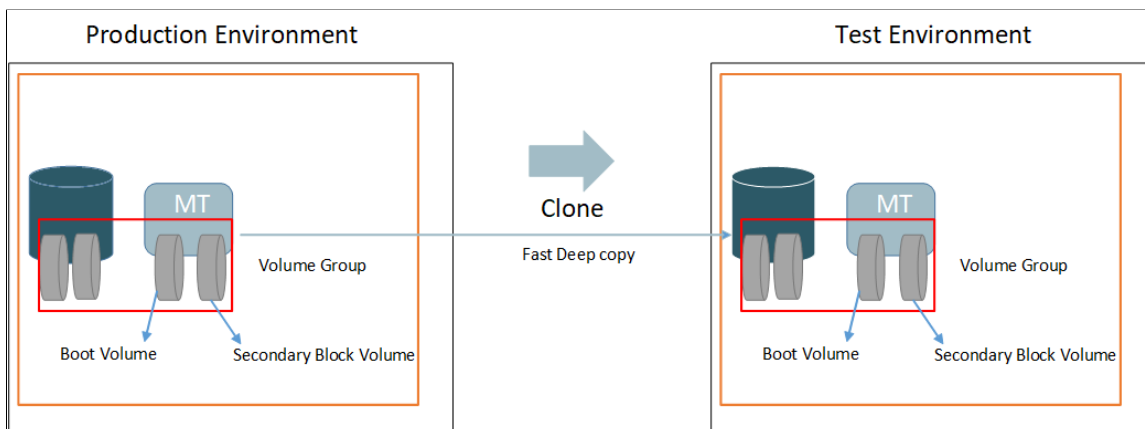 Production Environment
Test Environment
MT
Volume Group
Boot Volume
Secondary Block Volume
Clone
Fast Deep copy
MT
Volume Group
Boot Volume
Secondary Block Volume